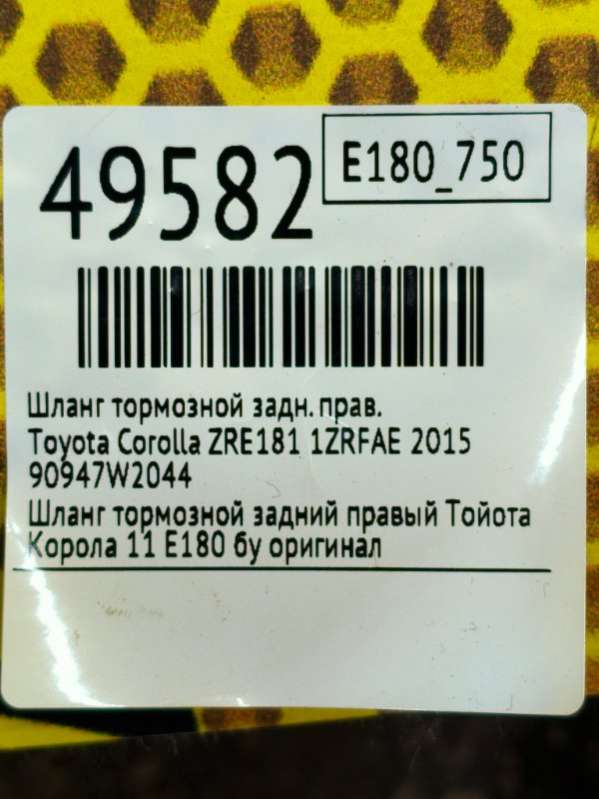 49582
E180_750
Шланг тормозной задн. прав.
Toyota Corolla ZRE181 1ZRFAE 2015
90947W2044
Шланг тормозной задний правый Тойота
Корола 11 Е180 бу оригинал